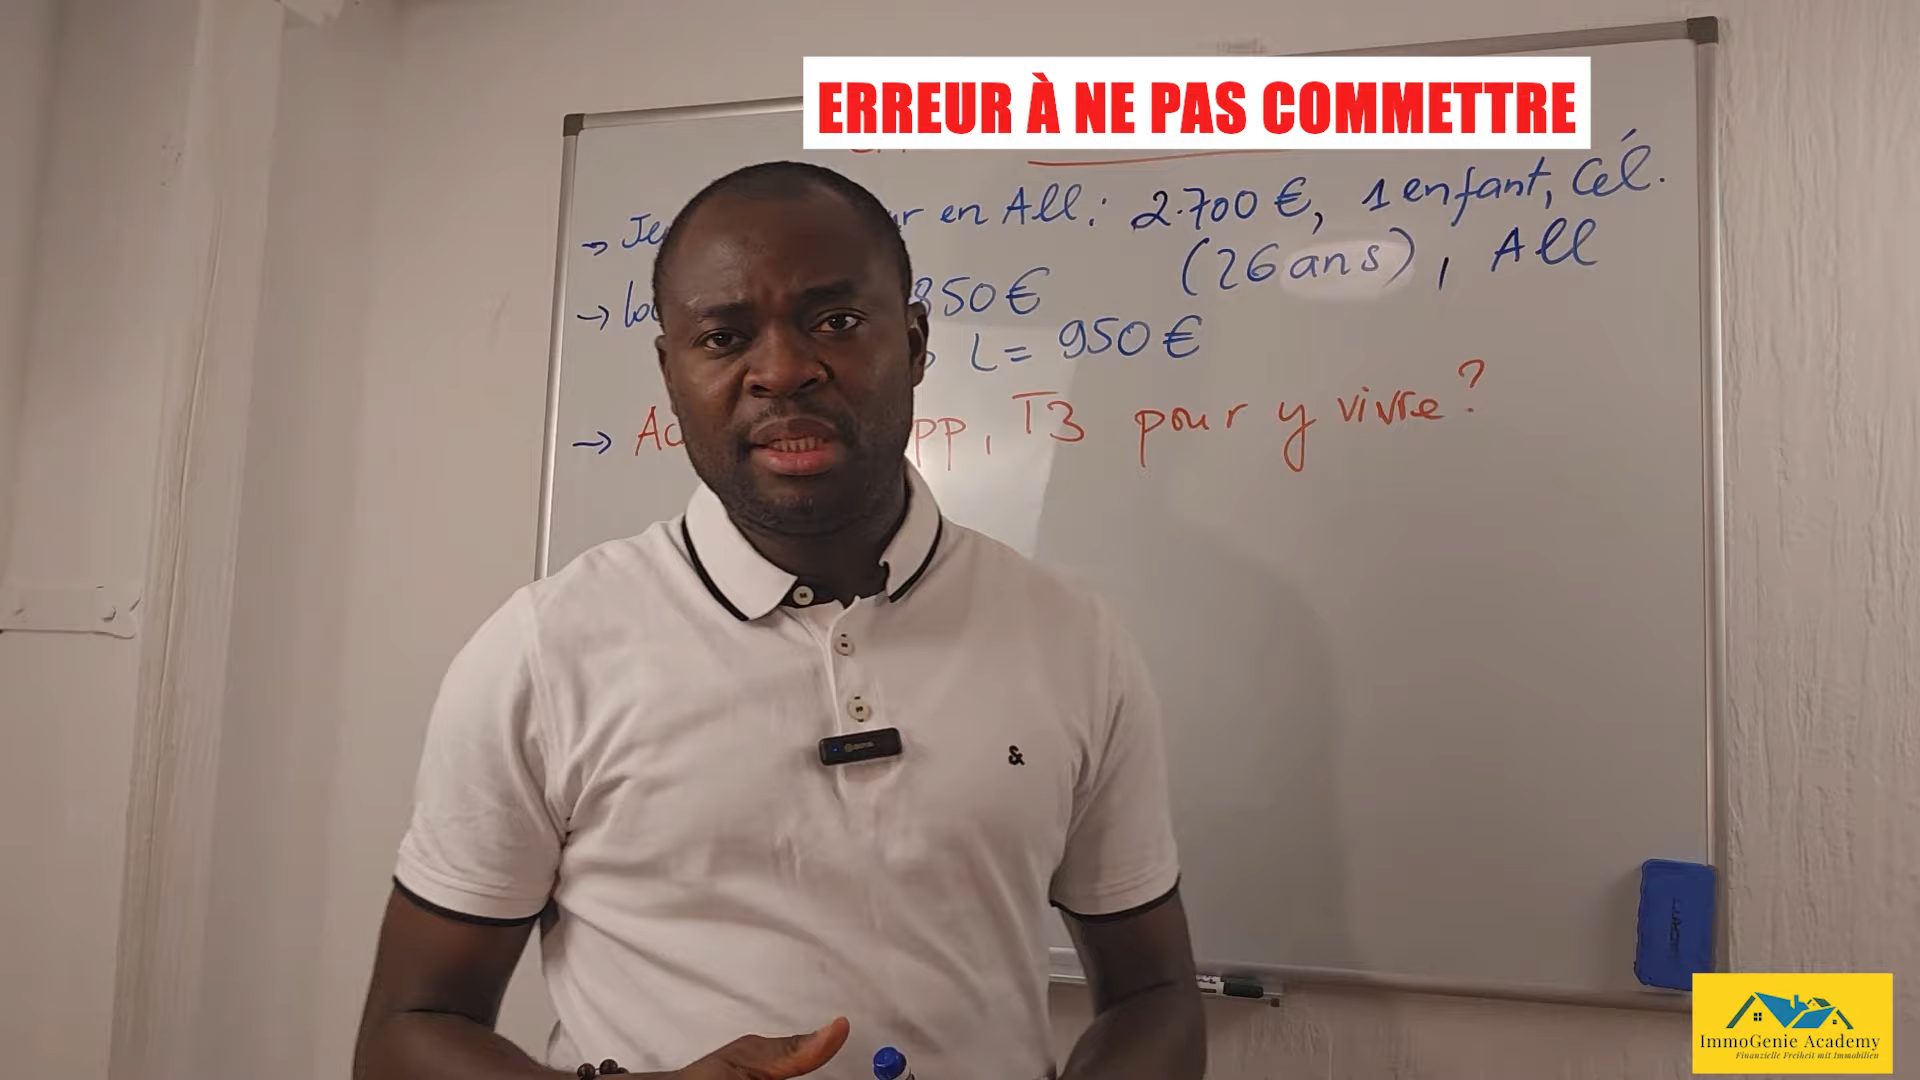 ERREUR À NE PAS COMMETTRE
→ Je en All: 2.700 €, 1 enfant, Cél.
(26 ans), All
→ 850 €
L = 950 €
→ T3 pour y vivre?
&
ImmoGenie Academy
Finanzielle Freiheit mit Immobilien